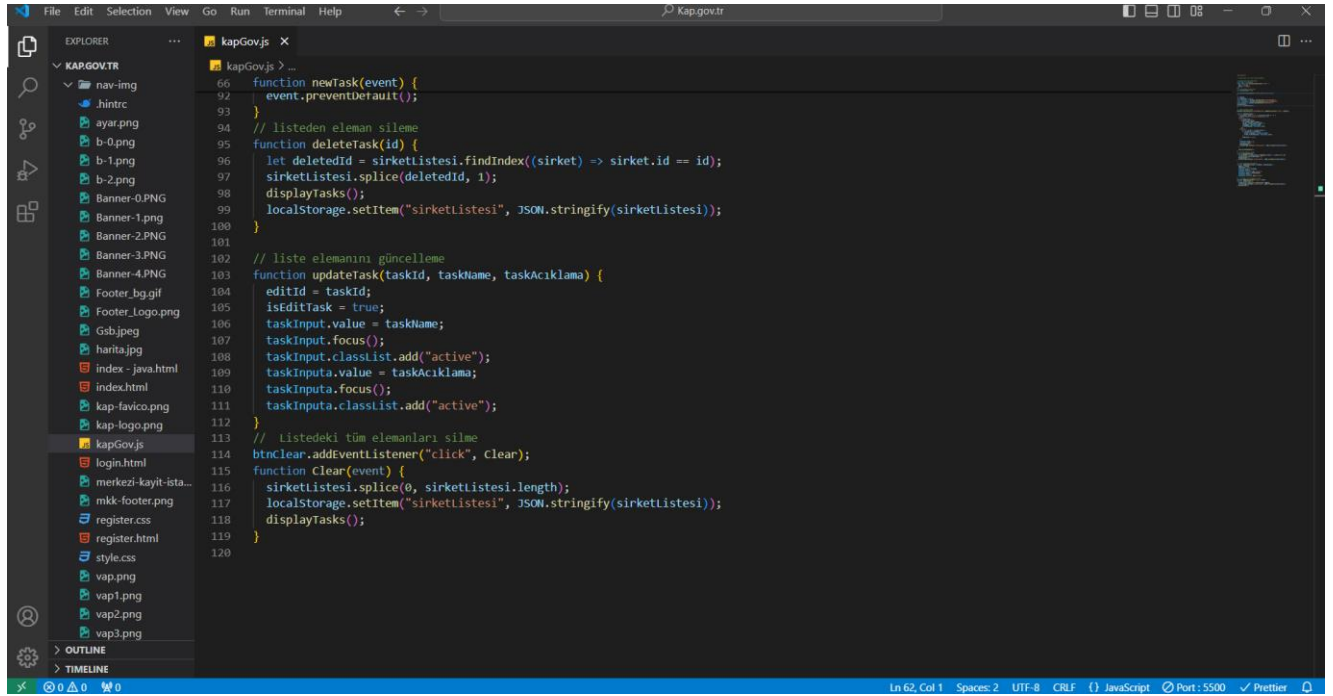 File Edit Selection View Go Run Terminal Help
Kap.gov.tr
EXPLORER
kapGov.js
KAP.GOV.TR
nav-img
.hintrc
ayar.png
b-0.png
b-1.png
b-2.png
Banner-0.PNG
Banner-1.png
Banner-2.PNG
Banner-3.PNG
Banner-4.PNG
Footer_bg.gif
Footer_Logo.png
Gsb.jpeg
harita.jpg
index - java.html
index.html
kap-favico.png
kap-logo.png
kapGov.js
login.html
merkezi-kayit-ista...
mkk-footer.png
register.css
register.html
style.css
vap.png
vap1.png
vap2.png
vap3.png
OUTLINE
TIMELINE
kapGov.js > ...
66 function newTask(event) {
92 event.preventDefault();
93 }
94 // listeden eleman sileme
95 function deleteTask(id) {
96 let deletedId = sirketListesi.findIndex((sirket) => sirket.id == id);
97 sirketListesi.splice(deletedId, 1);
98 displayTasks();
99 localStorage.setItem("sirketListesi", JSON.stringify(sirketListesi));
100 }
101
102 // liste elemanını güncelleme
103 function updateTask(taskId, taskName, taskAcıklama) {
104 editId = taskId;
105 isEditTask = true;
106 taskInput.value = taskName;
107 taskInput.focus();
108 taskInput.classList.add("active");
109 taskInputa.value = taskAcıklama;
110 taskInputa.focus();
111 taskInputa.classList.add("active");
112 }
113 // Listedeki tüm elemanları silme
114 btnClear.addEventListener("click", Clear);
115 function Clear(event) {
116 sirketListesi.splice(0, sirketListesi.length);
117 localStorage.setItem("sirketListesi", JSON.stringify(sirketListesi));
118 displayTasks();
119 }
120
0 0 0 Ln 62, Col 1 Spaces: 2 UTF-8 CRLF {} JavaScript Port : 5500 Prettier